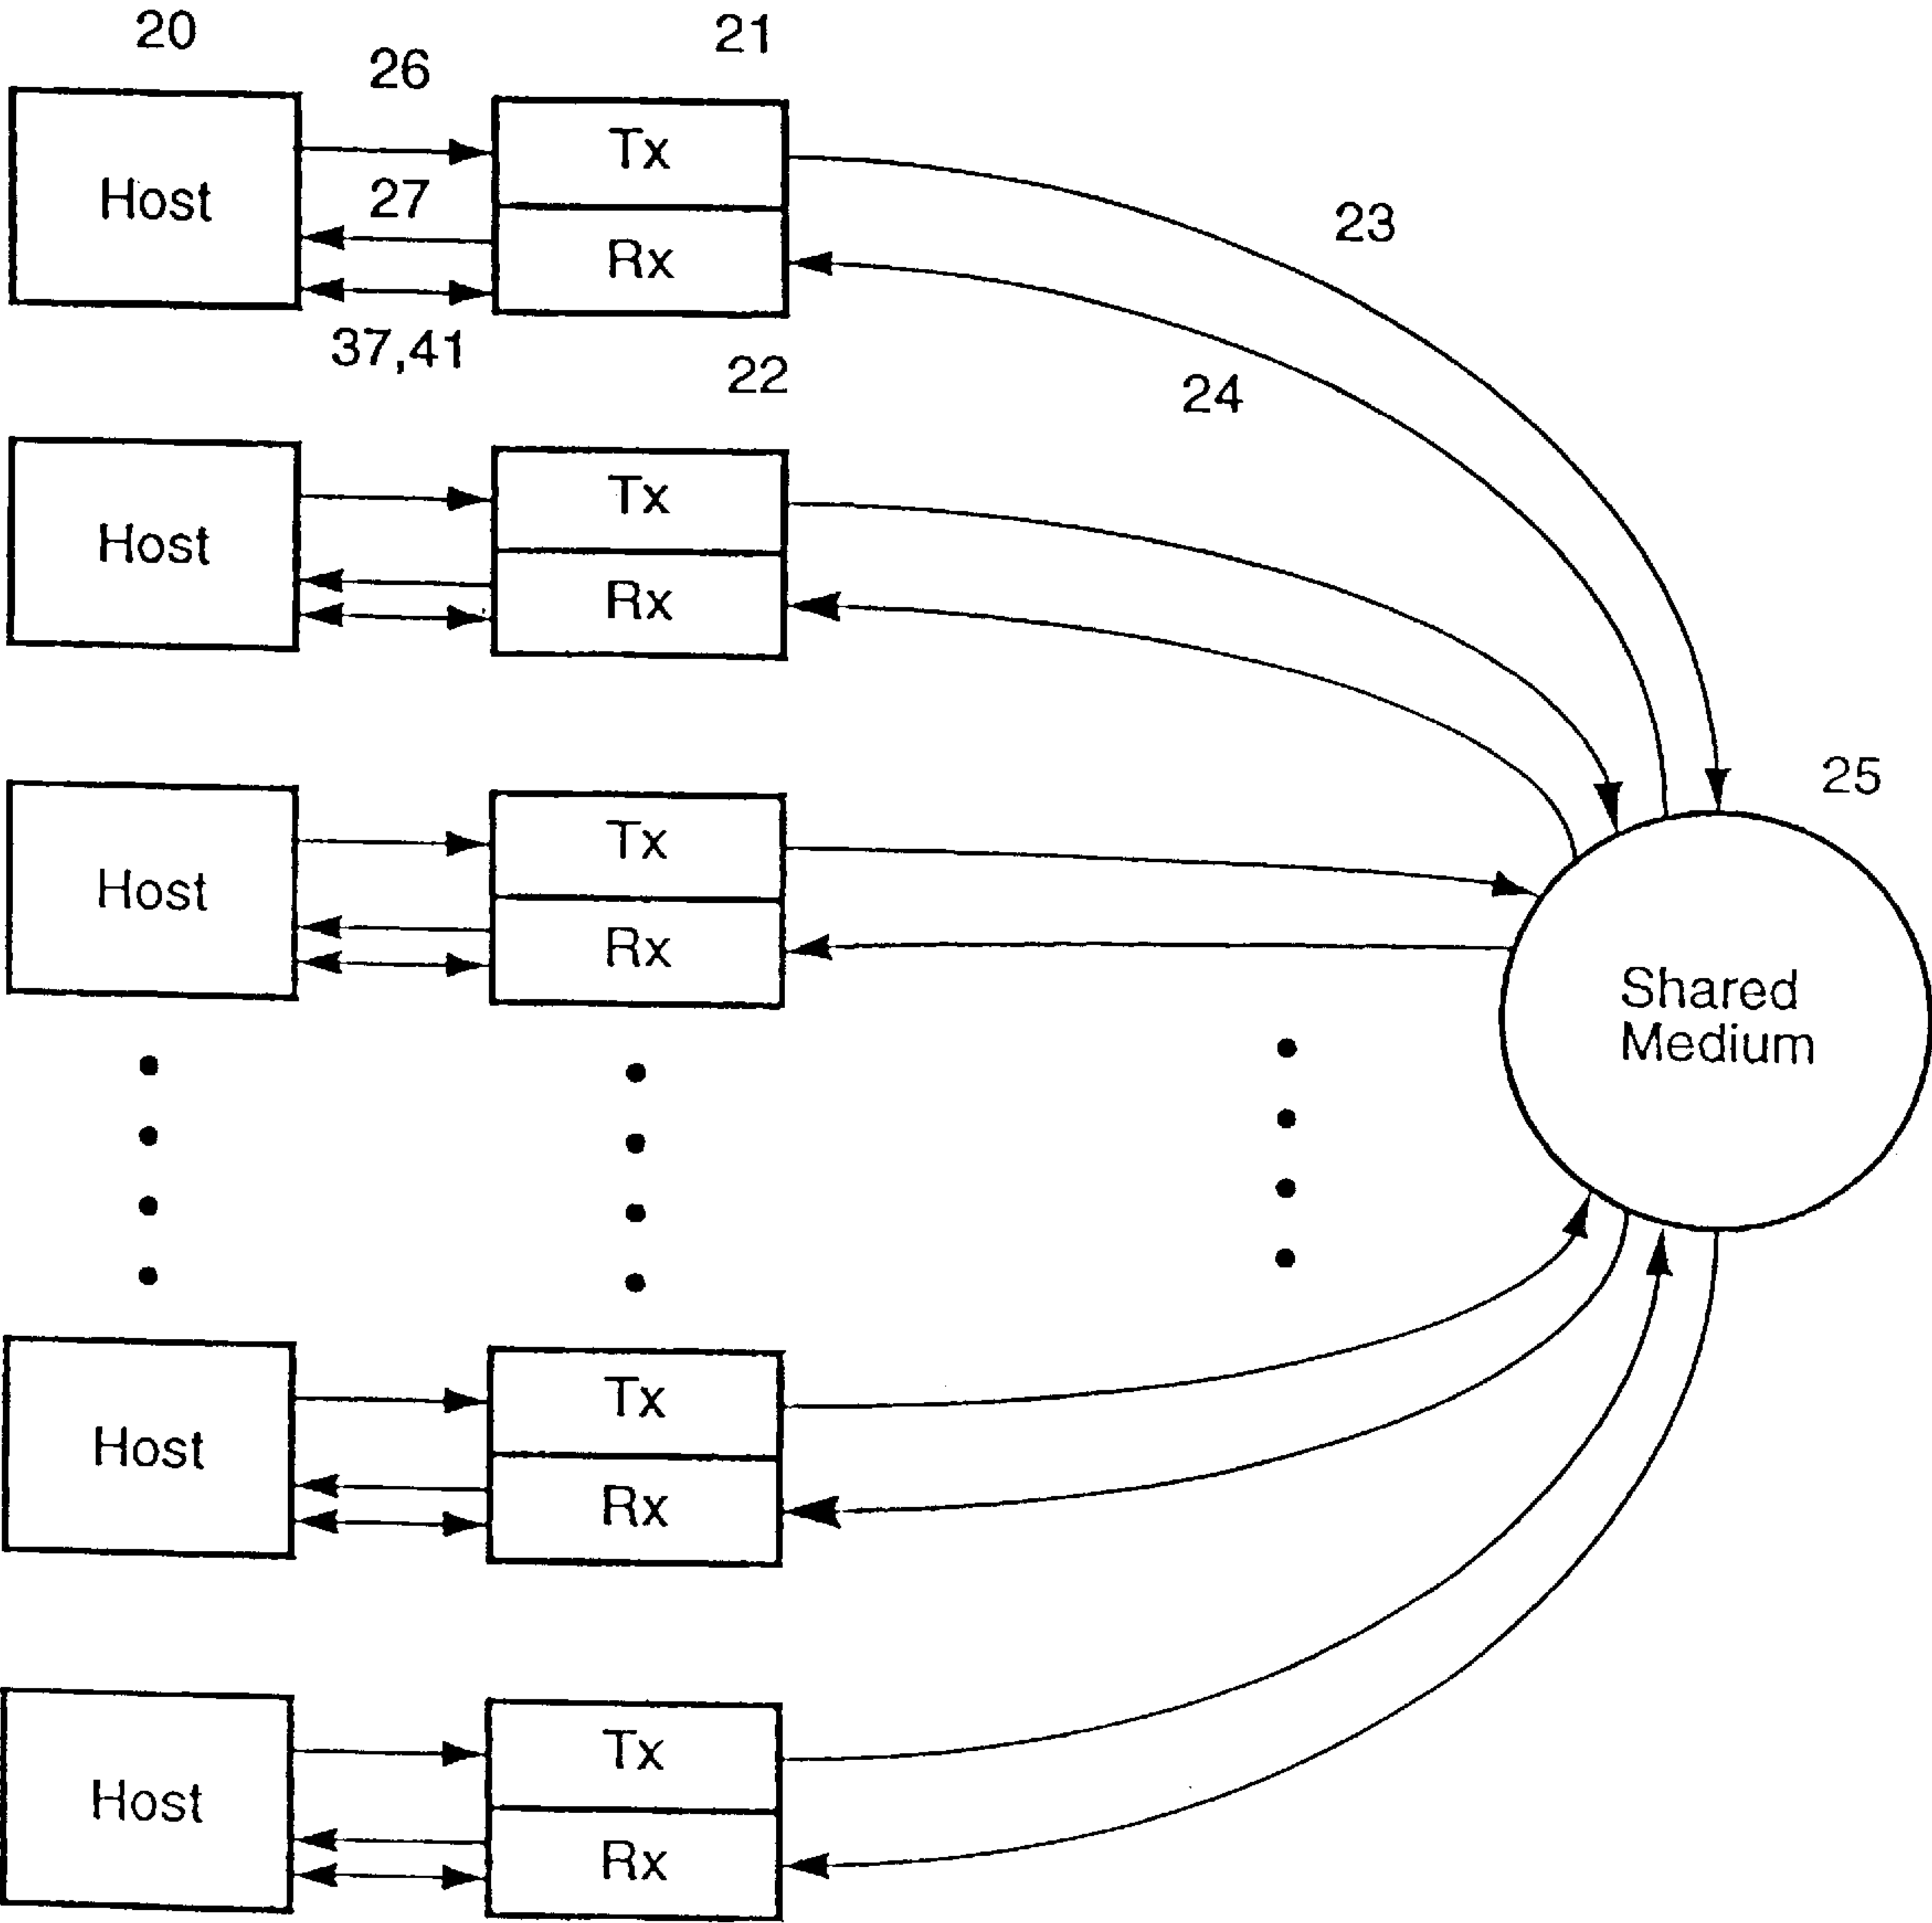 20
26
21
Host
Tx
27
Rx
23
37,41
22
24
Host
Tx
Rx
25
Host
Tx
Rx
Shared
Medium
Host
Tx
Rx
Host
Tx
Rx